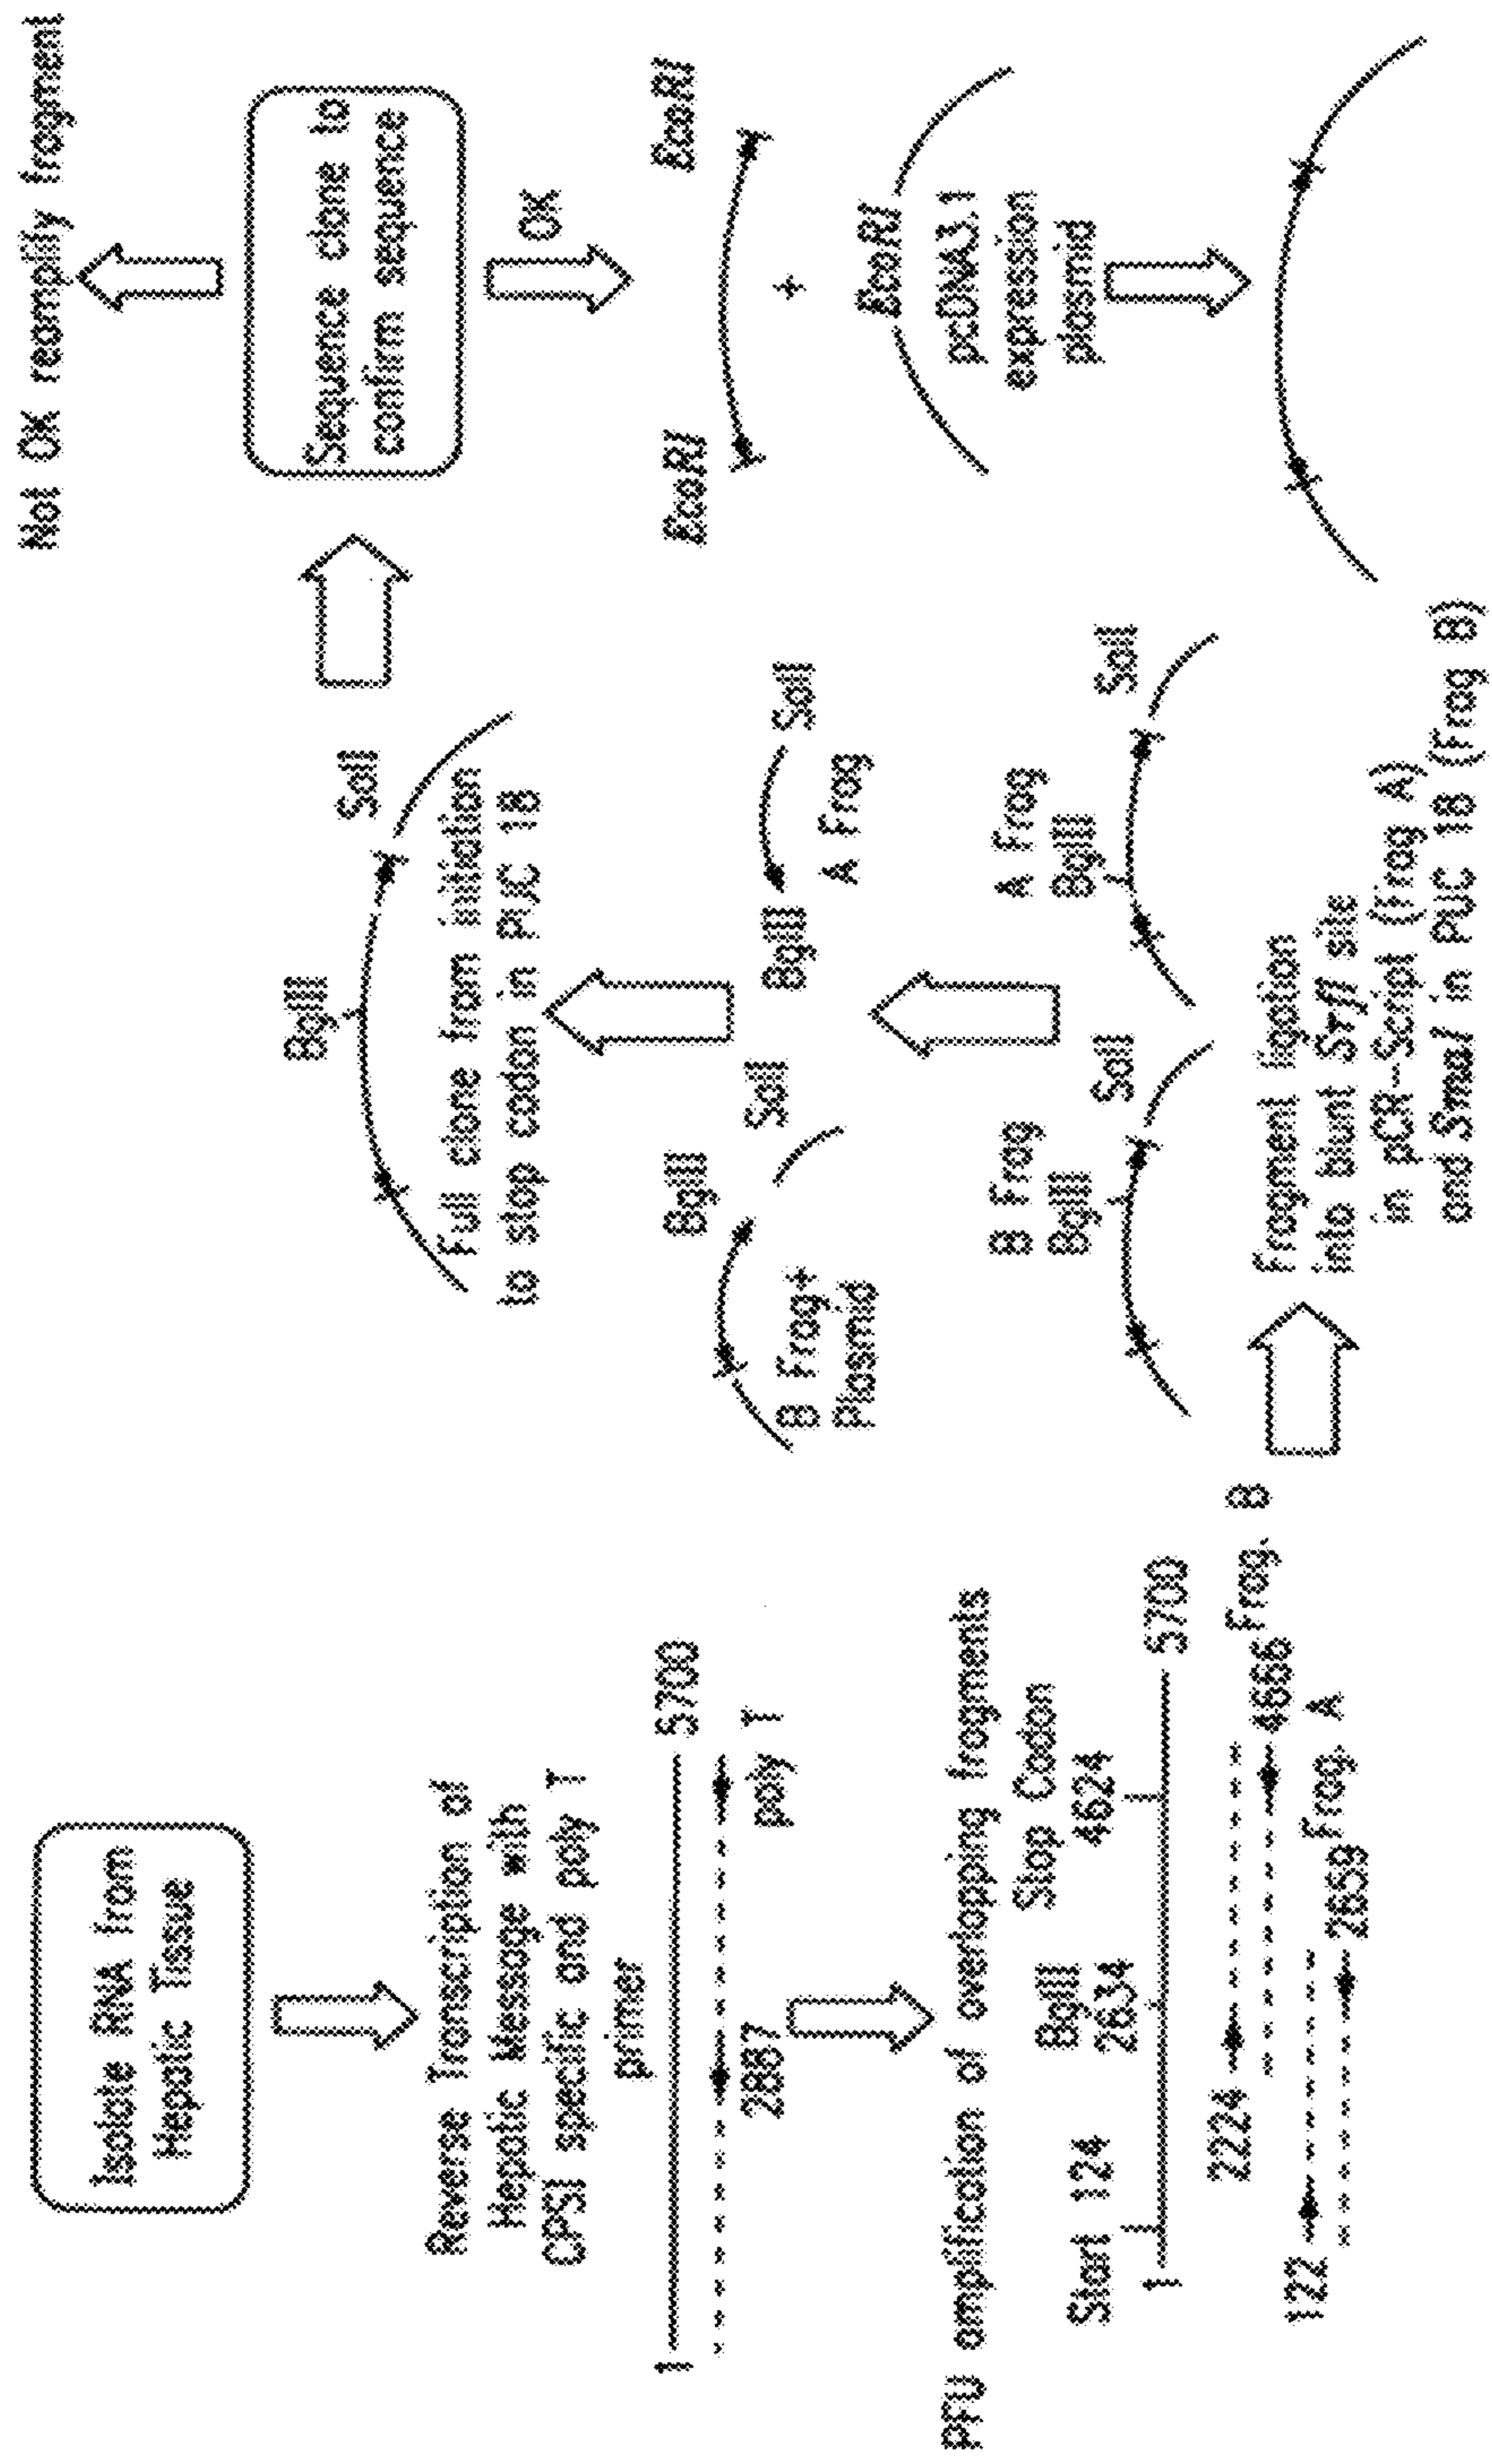 Isolate RNA from
Hepatic Tissue
Reverse Transcription of
Hepatic Message with
CPSI specific and poly T
primer
1
5700
2887
poly T
PFU amplification of overlapping fragments
Start 124
BglII
2634
Stop Codon
4624
1
5700
2224
Frag. B
4666
122
Frag. A
2659
Fragment ligation
into blunt SrfI site
in pCR-Script (Frag A)
and SmaI in PUC 18 (Frag B)
B Frag
BglII
SalI
A Frag
BglII
SalI
BglII
SalI
B Frag+
Plasmid
BglII
SalI
A Frag
BglII
SalI
Full clone from initiation
to stop codon in PUC 18
Sequence clone to
confirm sequence
Not OK reamplify fragment
OK
EcoRI
EcoRI
+
EcoRI
pcDNA3.1
expression
plasmid